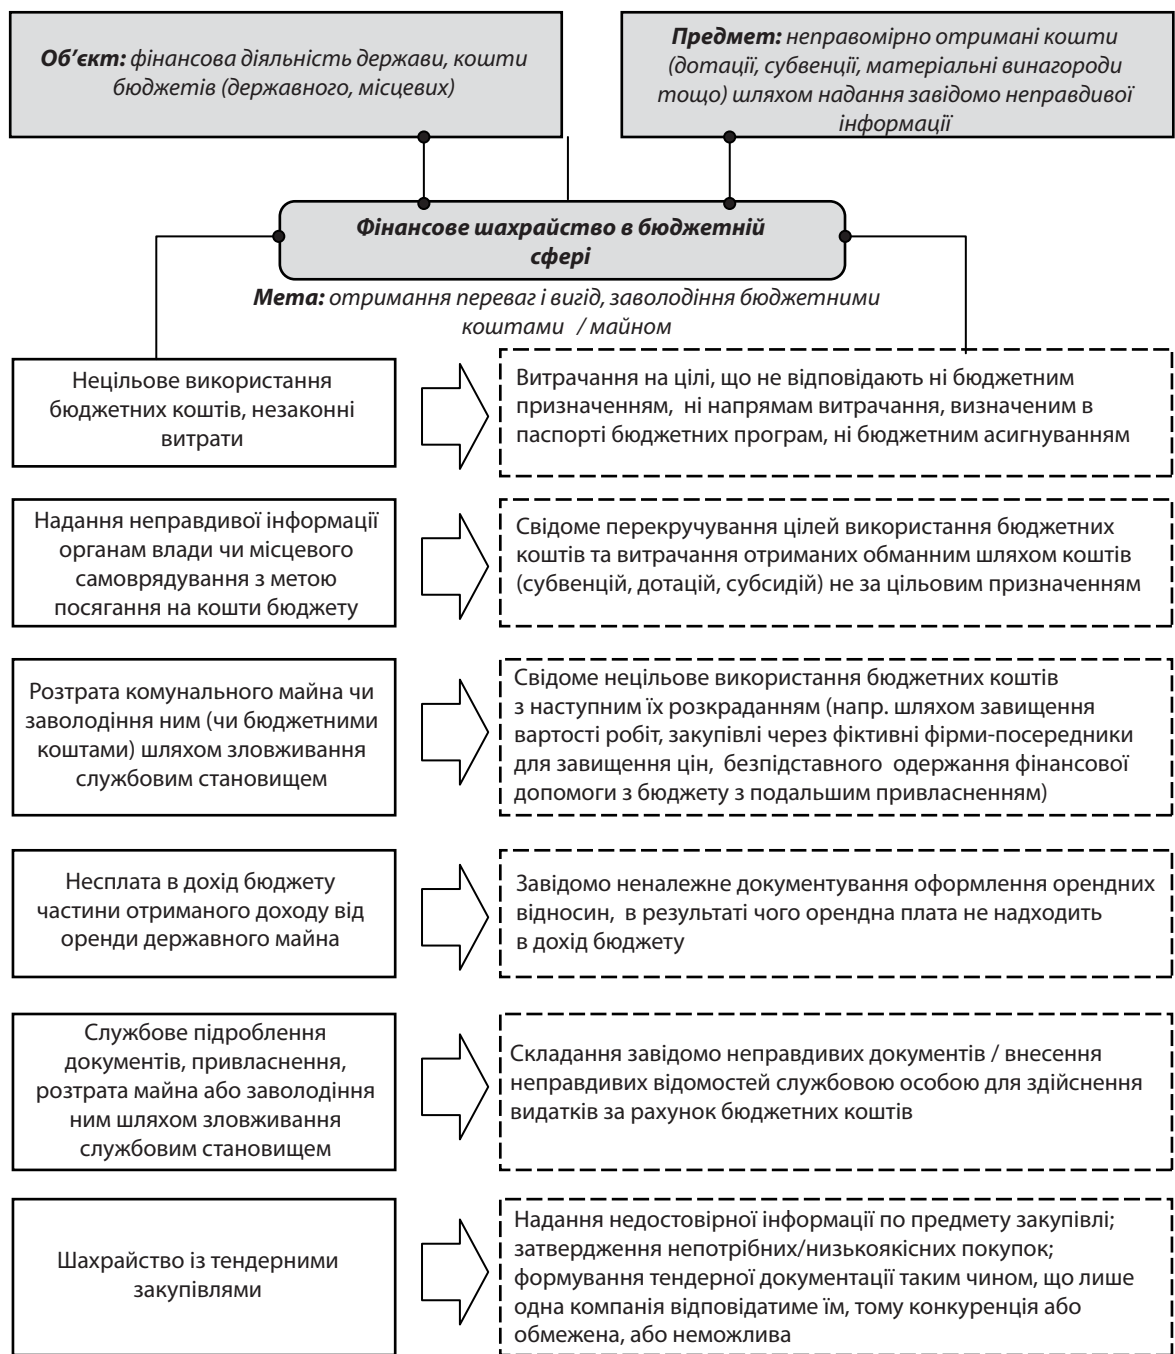 Об’єкт: фінансова діяльність держави, кошти
бюджетів (державного, місцевих)
Предмет: неправомірно отримані кошти
(дотації, субвенції, матеріальні винагороди
тощо) шляхом надання завідомо неправдивої
інформації
Фінансове шахрайство в бюджетній
сфері
Мета: отримання переваг і вигід, заволодіння бюджетними
коштами / майном
Нецільове використання
бюджетних коштів, незаконні
витрати
Витрачання на цілі, що не відповідають ні бюджетним
призначенням, ні напрямам витрачання, визначеним в
паспорті бюджетних програм, ні бюджетним асигнуванням
Надання неправдивої інформації
органам влади чи місцевого
самоврядування з метою
посягання на кошти бюджету
Свідоме перекручування цілей використання бюджетних
коштів та витрачання отриманих обманним шляхом коштів
(субвенцій, дотацій, субсидій) не за цільовим призначенням
Розтрата комунального майна чи
заволодіння ним (чи бюджетними
коштами) шляхом зловживання
службовим становищем
Свідоме нецільове використання бюджетних коштів
з наступним їх розкраданням (напр. шляхом завищення
вартості робіт, закупівлі через фіктивні фірми-посередники
для завищення цін, безпідставного одержання фінансової
допомоги з бюджету з подальшим привласненням)
Несплата в дохід бюджету
частини отриманого доходу від
оренди державного майна
Завідомо неналежне документування оформлення орендних
відносин, в результаті чого орендна плата не надходить
в дохід бюджету
Службове підроблення
документів, привласнення,
розтрата майна або заволодіння
ним шляхом зловживання
службовим становищем
Складання завідомо неправдивих документів / внесення
неправдивих відомостей службовою особою для здійснення
видатків за рахунок бюджетних коштів
Шахрайство із тендерними
закупівлями
Надання недостовірної інформації по предмету закупівлі;
затвердження непотрібних/низькоякісних покупок;
формування тендерної документації таким чином, що лише
одна компанія відповідатиме їм, тому конкуренція або
обмежена, або неможлива